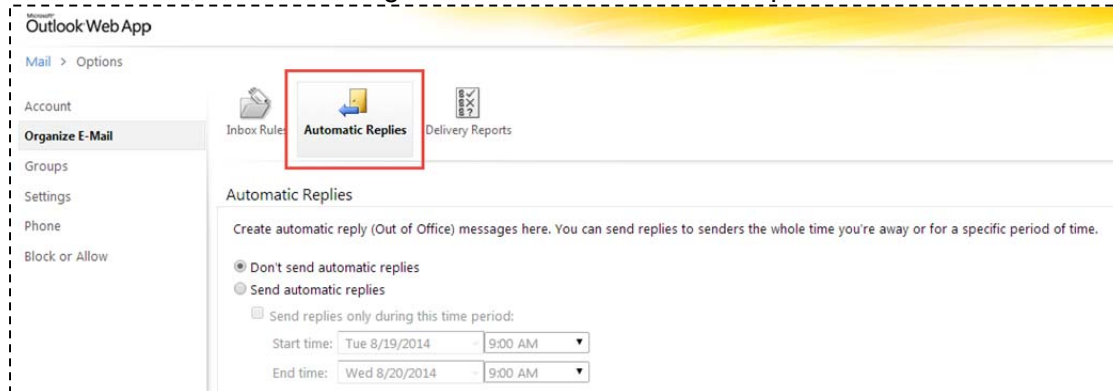 Microsoft
Outlook Web App
Mail > Options
Account
Organize E-Mail
Groups
Settings
Phone
Block or Allow
Inbox Rules
Automatic Replies
Delivery Reports
Automatic Replies
Create automatic reply (Out of Office) messages here. You can send replies to senders the whole time you're away or for a specific period of time.
Don't send automatic replies
Send automatic replies
Send replies only during this time period:
Start time: Tue 8/19/2014 9:00 AM
End time: Wed 8/20/2014 9:00 AM